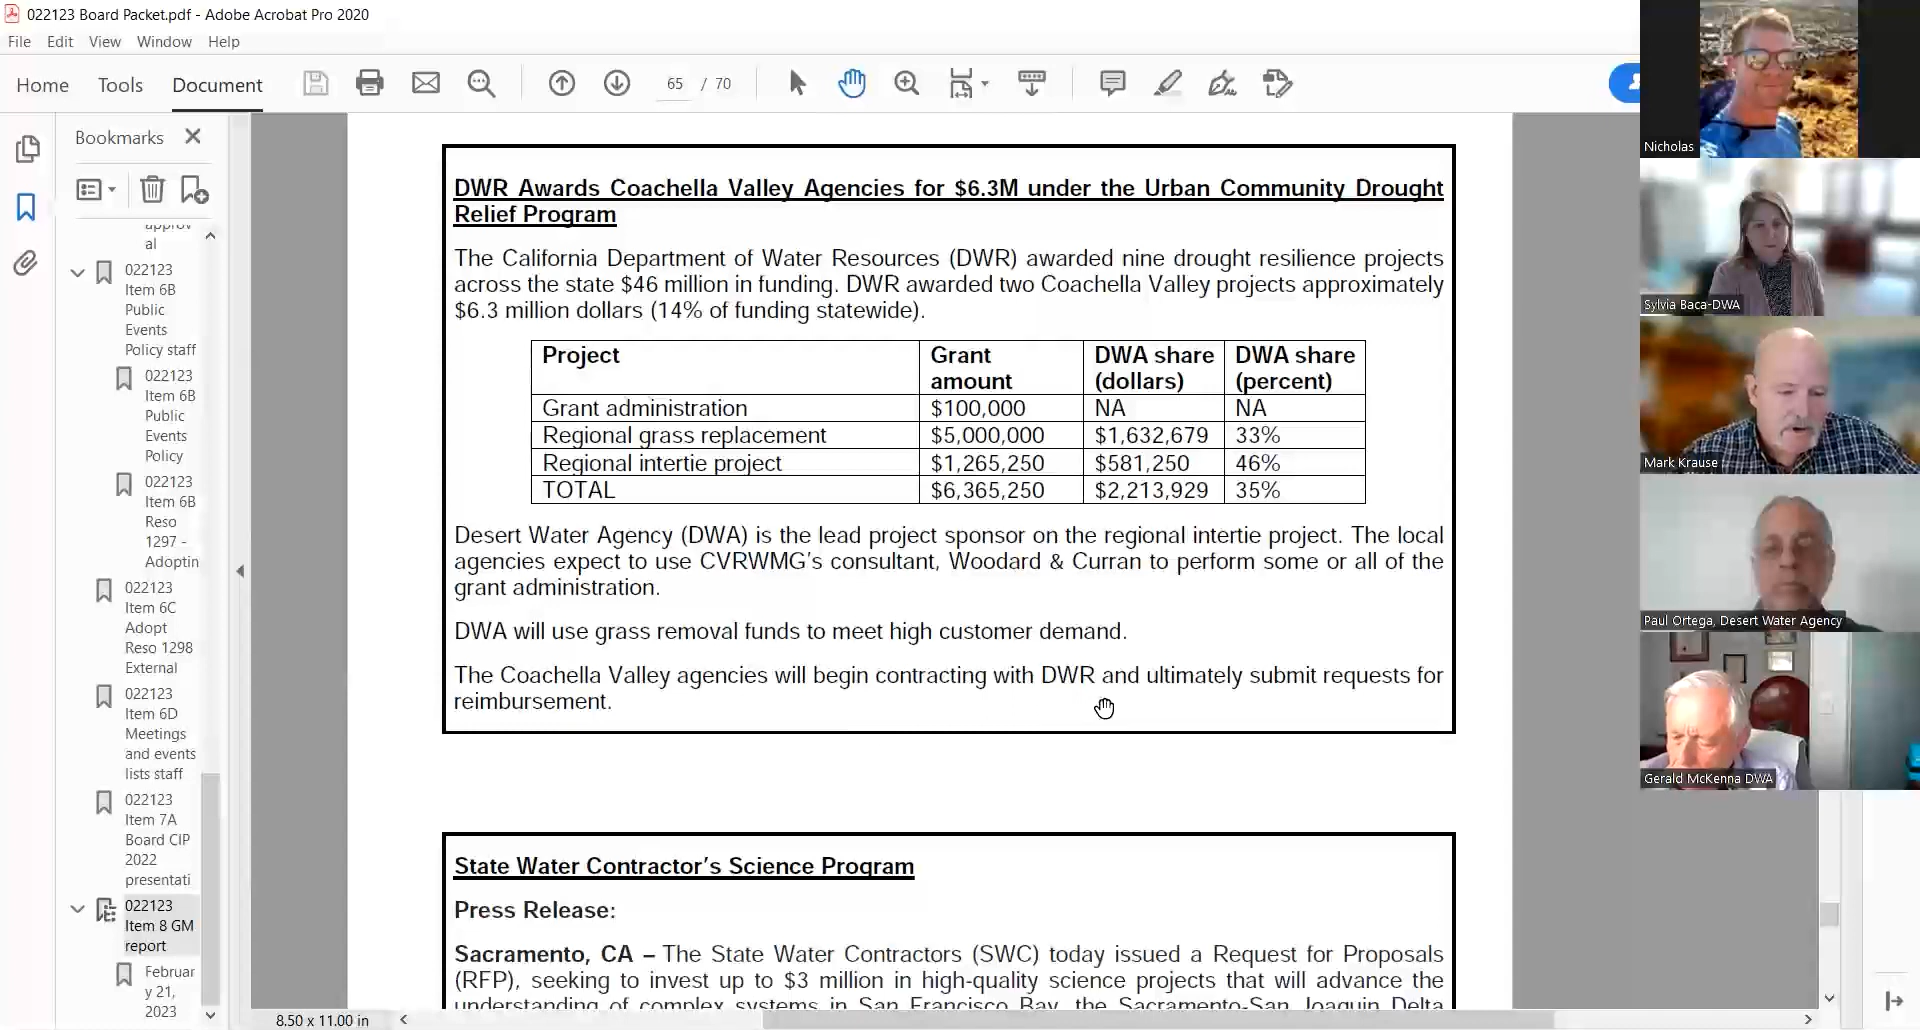 022123 Board Packet.pdf - Adobe Acrobat Pro 2020
File Edit View Window Help
Home Tools Document 65 / 70
Bookmarks
approv
al
022123
Item 6B
Public
Events
Policy staff
022123
Item 6B
Public
Events
Policy
022123
Item 6B
Reso
1297 -
Adoptin
022123
Item 6C
Adopt
Reso 1298
External
022123
Item 6D
Meetings
and events
lists staff
022123
Item 7A
Board CIP
2022
presentati
022123
Item 8 GM
report
Februar
y 21,
2023
DWR Awards Coachella Valley Agencies for $6.3M under the Urban Community Drought
Relief Program
The California Department of Water Resources (DWR) awarded nine drought resilience projects
across the state $46 million in funding. DWR awarded two Coachella Valley projects approximately
$6.3 million dollars (14% of funding statewide).
Project Grant amount DWA share (dollars) DWA share (percent)
Grant administration $100,000 NA NA
Regional grass replacement $5,000,000 $1,632,679 33%
Regional intertie project $1,265,250 $581,250 46%
TOTAL $6,365,250 $2,213,929 35%
Desert Water Agency (DWA) is the lead project sponsor on the regional intertie project. The local
agencies expect to use CVRWMG's consultant, Woodard & Curran to perform some or all of the
grant administration.
DWA will use grass removal funds to meet high customer demand.
The Coachella Valley agencies will begin contracting with DWR and ultimately submit requests for
reimbursement.
State Water Contractor's Science Program
Press Release:
Sacramento, CA – The State Water Contractors (SWC) today issued a Request for Proposals
(RFP), seeking to invest up to $3 million in high-quality science projects that will advance the
understanding of complex systems in San Francisco Bay, the Sacramento-San Joaquin Delta
8.50 x 11.00 in
Nicholas
Sylvia Baca-DWA
Mark Krause
Paul Ortega, Desert Water Agency
Gerald McKenna DWA